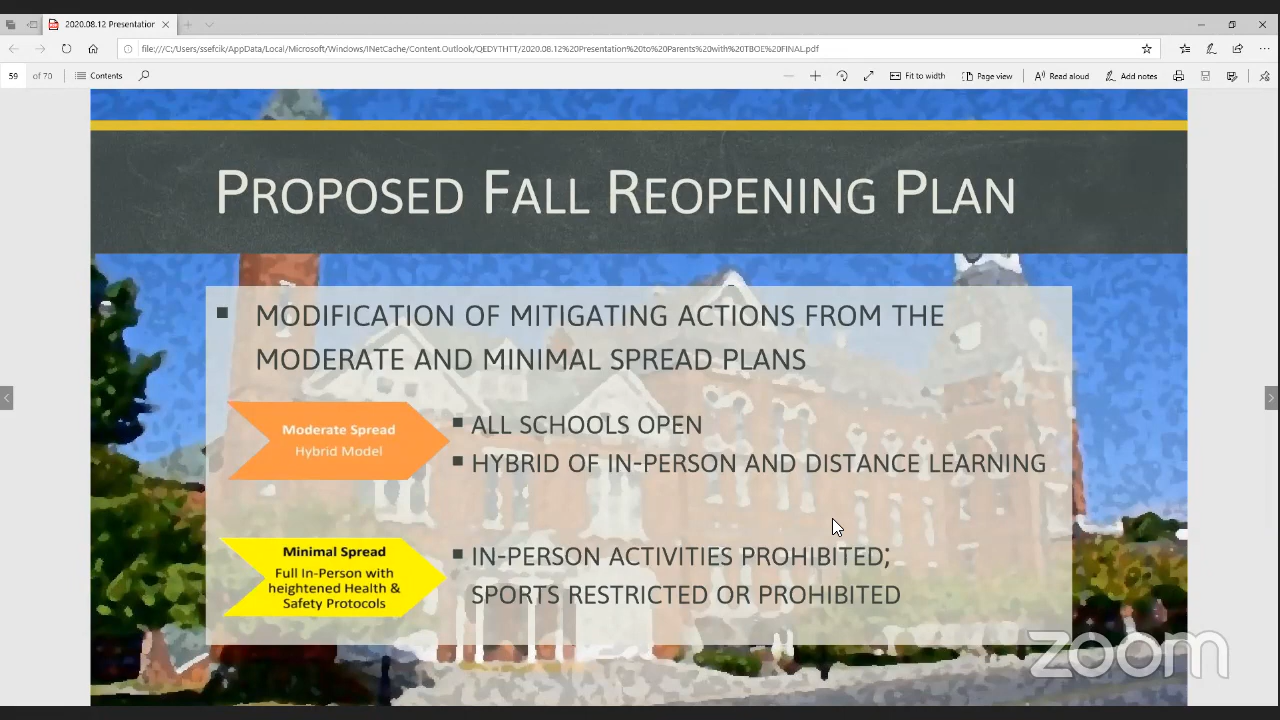 2020.08.12 Presentation
file:///C:/Users/ssefcik/AppData/Local/Microsoft/Windows/INetCache/Content.Outlook/QEDYTHTT/2020.08.12%20Presentation%20to%20Parents%20with%20TBOE%20FINAL.pdf
59 of 70 Contents Fit to width Page view Read aloud Add notes
PROPOSED FALL REOPENING PLAN
▪ MODIFICATION OF MITIGATING ACTIONS FROM THE
MODERATE AND MINIMAL SPREAD PLANS
Moderate Spread
Hybrid Model
▪ ALL SCHOOLS OPEN
▪ HYBRID OF IN-PERSON AND DISTANCE LEARNING
Minimal Spread
Full In-Person with
heightened Health &
Safety Protocols
▪ IN-PERSON ACTIVITIES PROHIBITED;
SPORTS RESTRICTED OR PROHIBITED
zoom